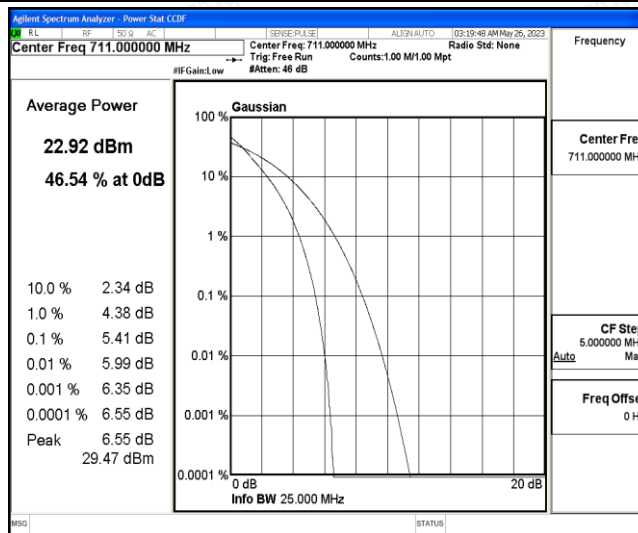 Agilent Spectrum Analyzer - Power Stat CCDF
RL RF 50 Ω AC SENSE:PULSE ALIGN AUTO 03:19:48 AM May 26, 2023
Center Freq 711.000000 MHz
Center Freq: 711.000000 MHz Radio Std: None
Trig: Free Run Counts:1.00 M/1.00 Mpt
#IFGain:Low #Atten: 46 dB
Frequency
Average Power
22.92 dBm
46.54 % at 0dB
10.0 % 2.34 dB
1.0 % 4.38 dB
0.1 % 5.41 dB
0.01 % 5.99 dB
0.001 % 6.35 dB
0.0001 % 6.55 dB
Peak 6.55 dB
29.47 dBm
Gaussian
100 %
10 %
1 %
0.1 %
0.01 %
0.001 %
0.0001 %
0 dB 20 dB
Info BW 25.000 MHz
Center Fre
711.000000 MH
CF Ste
5.000000 MH
Auto Ma
Freq Offse
0 H
MSG STATUS